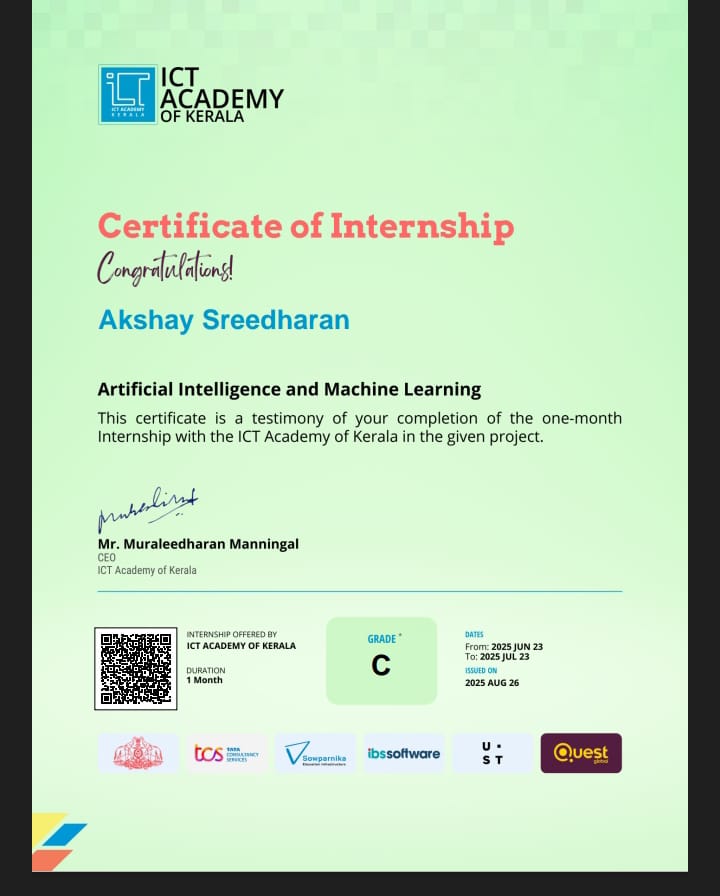 ICT
ACADEMY
OF KERALA
ICT ACADEMY
KERALA
Certificate of Internship
Congratulations!
Akshay Sreedharan
Artificial Intelligence and Machine Learning
This certificate is a testimony of your completion of the one-month
Internship with the ICT Academy of Kerala in the given project.
Mr. Muraleedharan Manningal
CEO
ICT Academy of Kerala
INTERNSHIP OFFERED BY
ICT ACADEMY OF KERALA
DURATION
1 Month
GRADE *
C
DATES
From: 2025 JUN 23
To: 2025 JUL 23
ISSUED ON
2025 AUG 26
tcs TATA
CONSULTANCY
SERVICES
Sowparnika
Education Infrastructure
ibssoftware
U •
S T
Quest
global